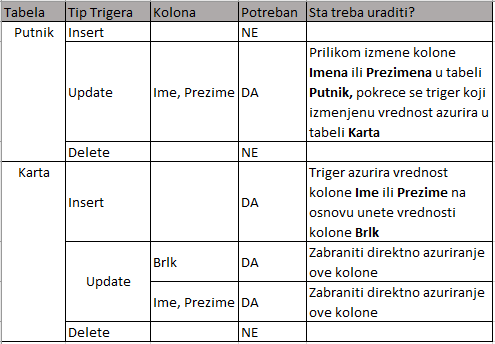 Tabela Tip Trigera Kolona Potreban Sta treba uraditi?
Putnik Insert NE
Update Ime, Prezime DA
Prilikom izmene kolone
Imena ili Prezimena u tabeli
Putnik, pokrece se triger koji
izmenjenu vrednost azurira u
tabeli Karta
Delete NE
Karta
Insert DA
Triger azurira vrednost
kolone Ime ili Prezime na
osnovu unete vrednosti
kolone Brlk
Update
Brlk DA
Zabraniti direktno azuriranje
ove kolone
Ime, Prezime DA
Zabraniti direktno azuriranje
ove kolone
Delete NE